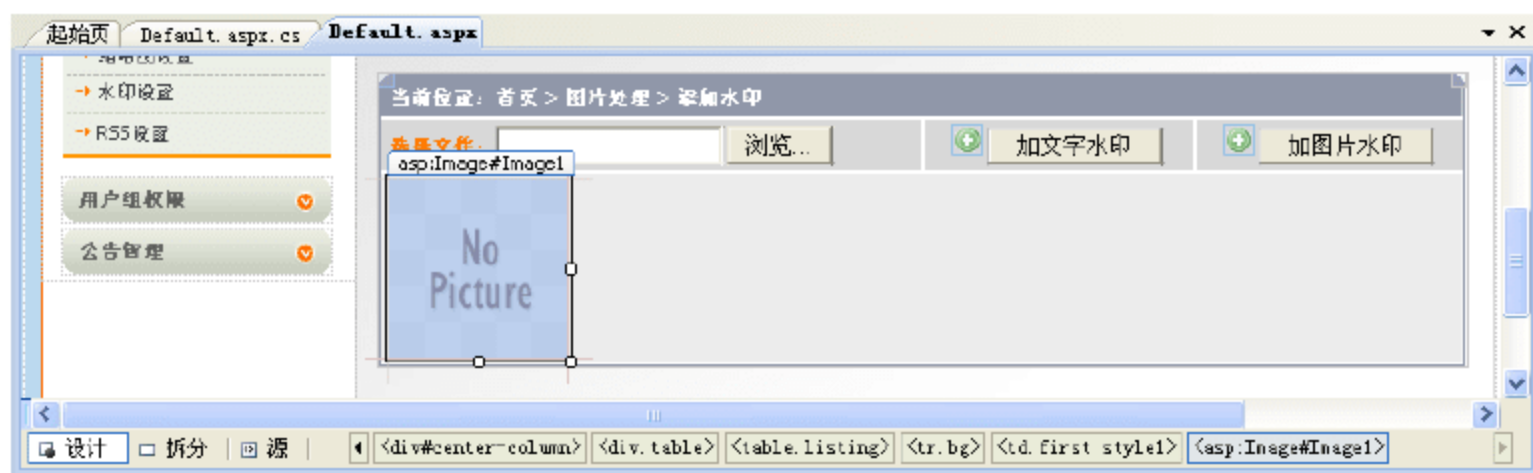 起始页 Default.aspx.cs Default.aspx
水印设置
RSS设置
用户组权限
公告管理
当前位置：首页 > 图片处理 > 添加水印
选择文件： 浏览... 加文字水印 加图片水印
asp:Image#Image1
No
Picture
设计 拆分 源 <div#center-column> <div.table> <table.listing> <tr.bg> <td.first style1> <asp:Image#Image1>